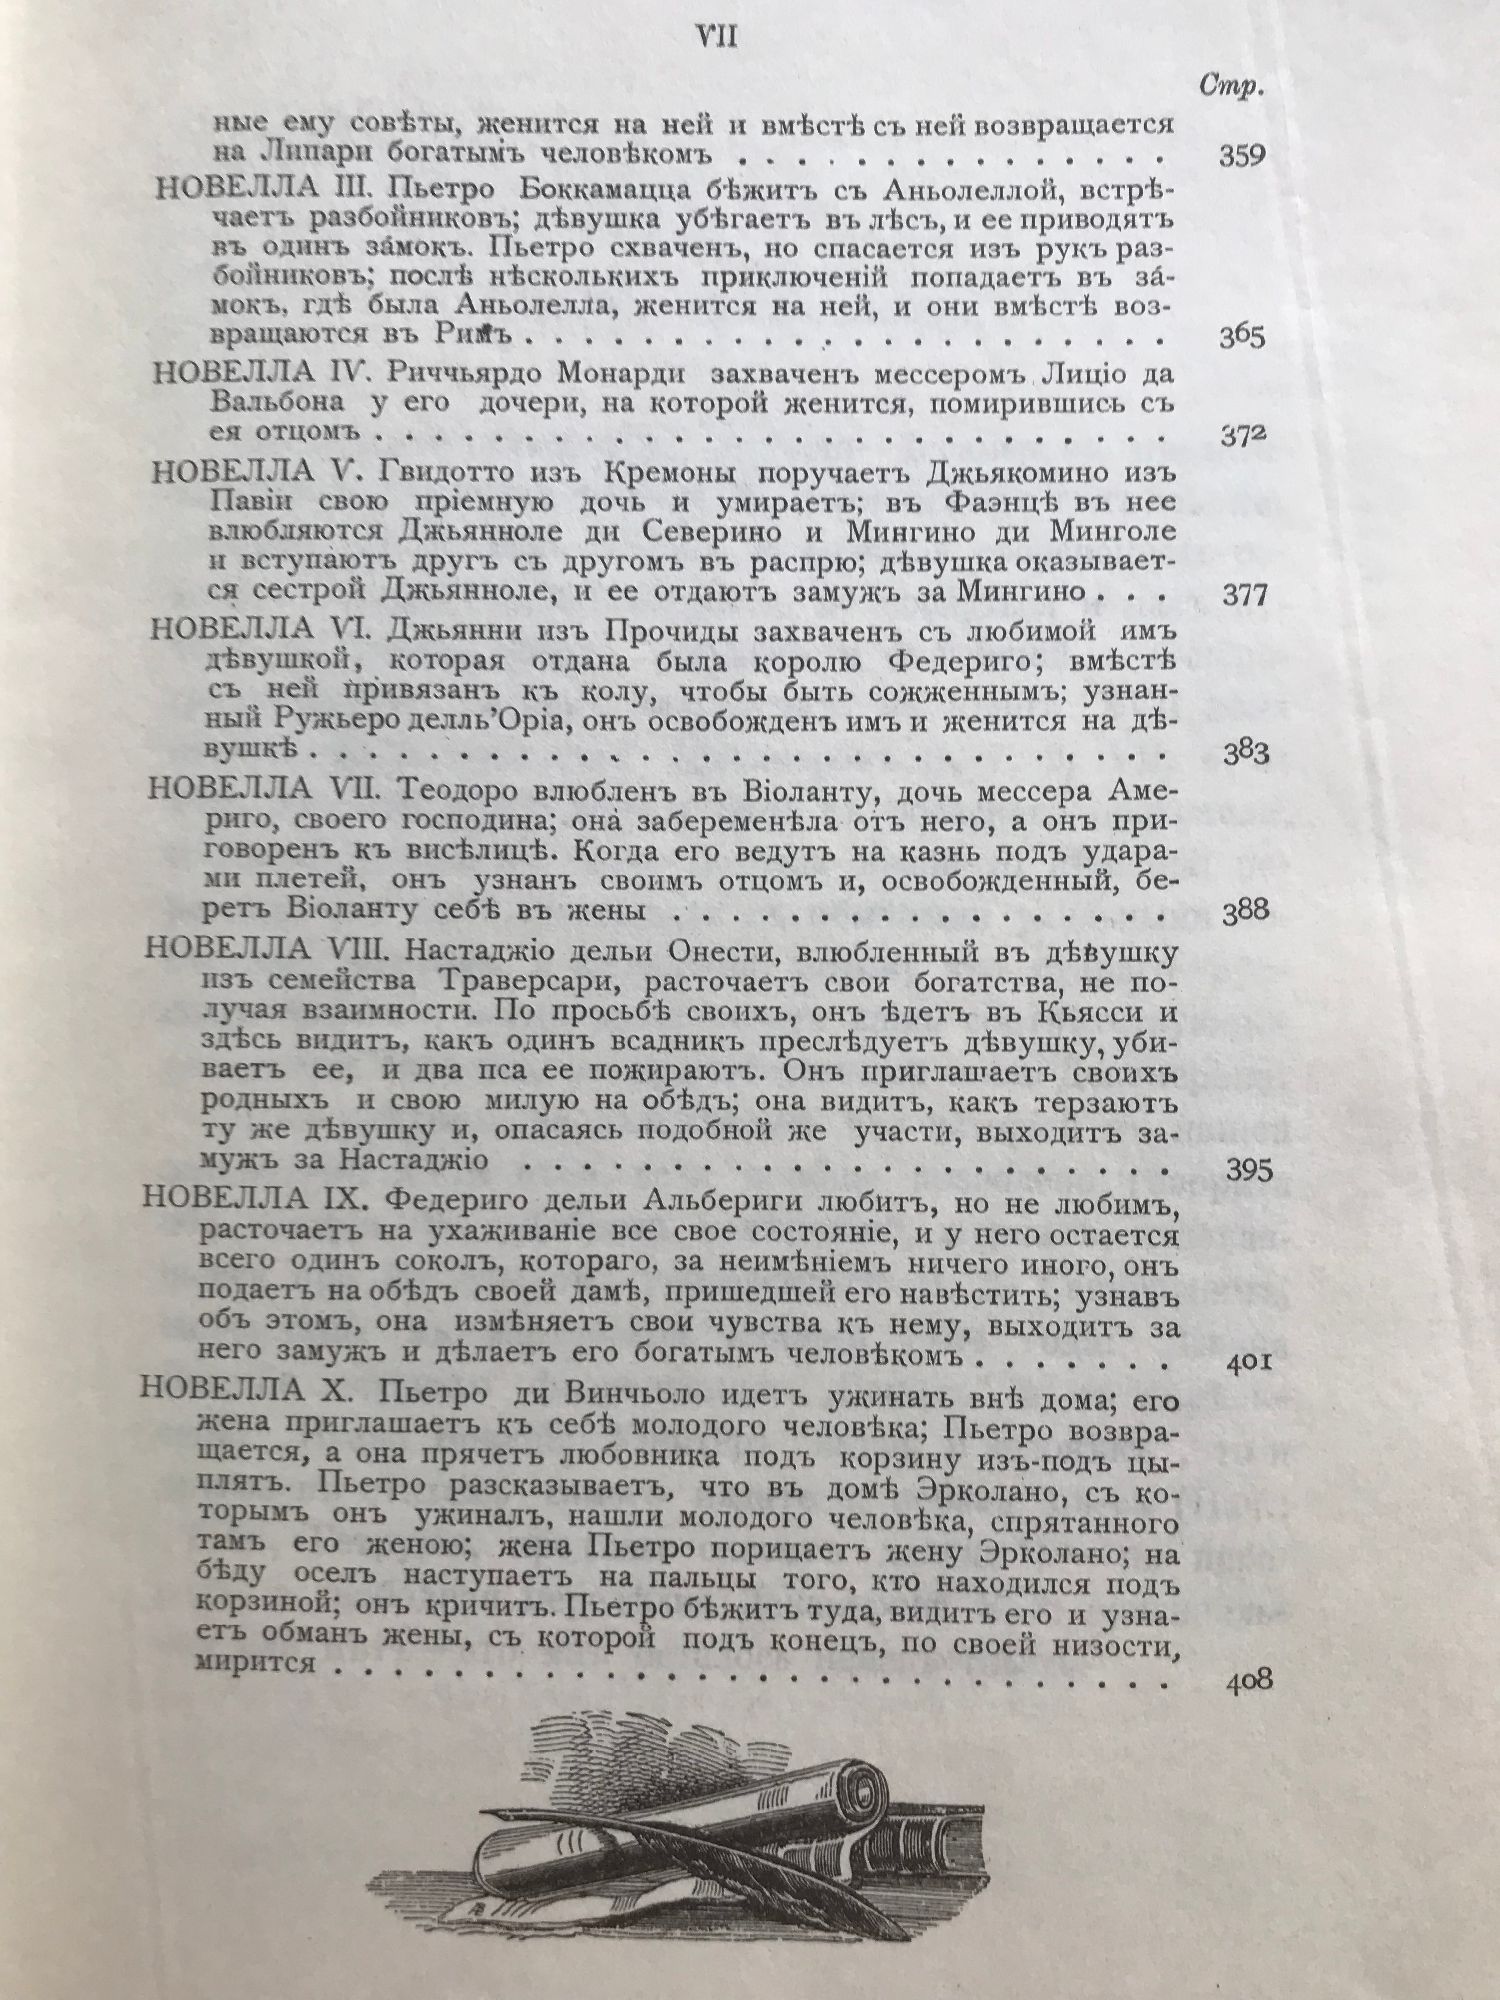 VII
Стр.
ные ему совѣты, женится на ней и вмѣстѣ съ ней возвращается
на Липари богатымъ человѣкомъ . . . . . . . . . . . . . . . 359
НОВЕЛЛА III. Пьетро Боккамацца бѣжитъ съ Аньолеллой, встрѣ-
чаетъ разбойниковъ; дѣвушка убѣгаетъ въ лѣсъ, и ее приводятъ
въ одинъ за́мокъ. Пьетро схваченъ, но спасается изъ рукъ раз-
бойниковъ; послѣ нѣсколькихъ приключеній попадаетъ въ за́-
мокъ, гдѣ была Аньолелла, женится на ней, и они вмѣстѣ воз-
вращаются въ Римъ . . . . . . . . . . . . . . . . . . . . . . 365
НОВЕЛЛА IV. Риччьярдо Монарди захваченъ мессеромъ Лиціо да
Вальбона у его дочери, на которой женится, помирившись съ
ея отцомъ . . . . . . . . . . . . . . . . . . . . . . . . . . . 372
НОВЕЛЛА V. Гвидотто изъ Кремоны поручаетъ Джьякомино изъ
Павіи свою пріемную дочь и умираетъ; въ Фаэнцѣ въ нее
влюбляются Джьянноле ди Северино и Мингино ди Минголе
и вступаютъ другъ съ другомъ въ распрю; дѣвушка оказывает-
ся сестрой Джьянноле, и ее отдаютъ замужъ за Мингино . . . 377
НОВЕЛЛА VI. Джьянни изъ Прочиды захваченъ съ любимой имъ
дѣвушкой, которая отдана была королю Федериго; вмѣстѣ
съ ней привязанъ къ колу, чтобы быть сожженнымъ; узнан-
ный Ружьеро делль’Оріа, онъ освобожденъ имъ и женится на дѣ-
вушкѣ . . . . . . . . . . . . . . . . . . . . . . . . . . . . . 383
НОВЕЛЛА VII. Теодоро влюбленъ въ Віоланту, дочь мессера Аме-
риго, своего господина; она забеременѣла отъ него, а онъ при-
говоренъ къ висѣлицѣ. Когда его ведутъ на казнь подъ удара-
ми плетей, онъ узнанъ своимъ отцомъ и, освобожденный, бе-
ретъ Віоланту себѣ въ жены . . . . . . . . . . . . . . . . . 388
НОВЕЛЛА VIII. Настаджіо дельи Онести, влюбленный въ дѣвушку
изъ семейства Траверсари, расточаетъ свои богатства, не по-
лучая взаимности. По просьбѣ своихъ, онъ ѣдетъ въ Кьясси и
здѣсь видитъ, какъ одинъ всадникъ преслѣдуетъ дѣвушку, уби-
ваетъ ее, и два пса ее пожираютъ. Онъ приглашаетъ своихъ
родныхъ и свою милую на обѣдъ; она видитъ, какъ терзаютъ
ту же дѣвушку и, опасаясь подобной же участи, выходитъ за-
мужъ за Настаджіо . . . . . . . . . . . . . . . . . . . . . . 395
НОВЕЛЛА IX. Федериго дельи Альбериги любитъ, но не любимъ,
расточаетъ на ухаживаніе все свое состояніе, и у него остается
всего одинъ соколъ, котораго, за неимѣніемъ ничего иного, онъ
подаетъ на обѣдъ своей дамѣ, пришедшей его навѣстить; узнавъ
объ этомъ, она измѣняетъ свои чувства къ нему, выходитъ за
него замужъ и дѣлаетъ его богатымъ человѣкомъ . . . . . . . 401
НОВЕЛЛА X. Пьетро ди Винчьоло идетъ ужинать внѣ дома; его
жена приглашаетъ къ себѣ молодого человѣка; Пьетро возвра-
щается, а она прячетъ любовника подъ корзину изъ-подъ цы-
плятъ. Пьетро разсказываетъ, что въ домѣ Эрколано, съ ко-
торымъ онъ ужиналъ, нашли молодого человѣка, спрятанного
тамъ его женою; жена Пьетро порицаетъ жену Эрколано; на
бѣду оселъ наступаетъ на пальцы того, кто находился подъ
корзиной; онъ кричитъ. Пьетро бѣжитъ туда, видитъ его и узна-
етъ обманъ жены, съ которой подъ конецъ, по своей низости,
мирится . . . . . . . . . . . . . . . . . . . . . . . . . . . . 408